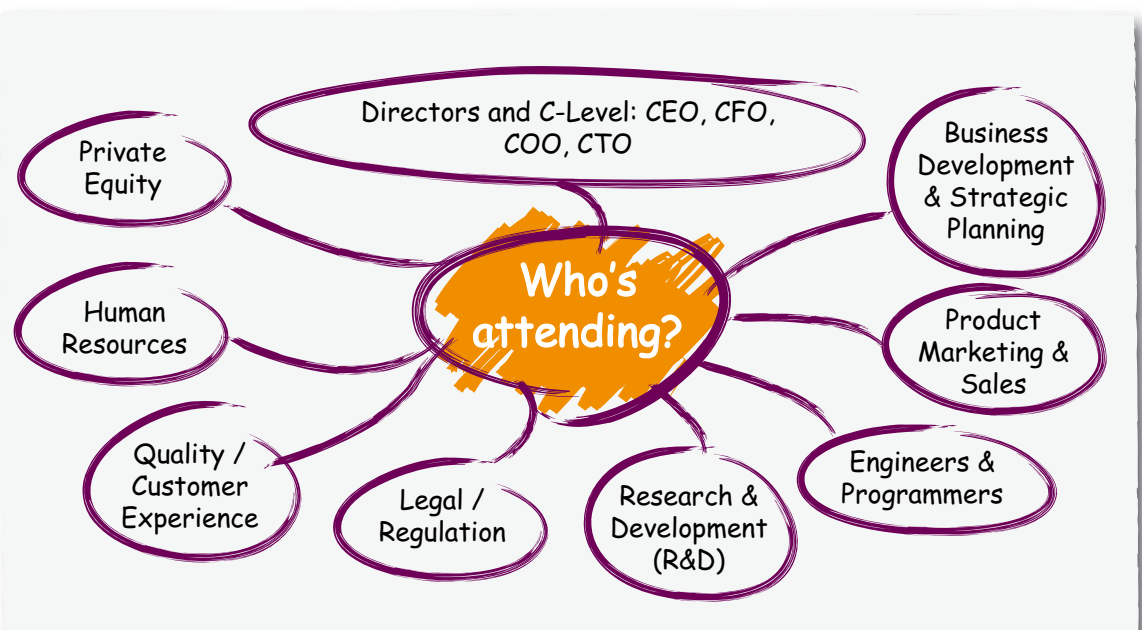 Directors and C-Level: CEO, CFO,
COO, CTO
Business
Development
& Strategic
Planning
Private
Equity
Who's
attending?
Human
Resources
Product
Marketing &
Sales
Quality /
Customer
Experience
Legal /
Regulation
Research &
Development
(R&D)
Engineers &
Programmers